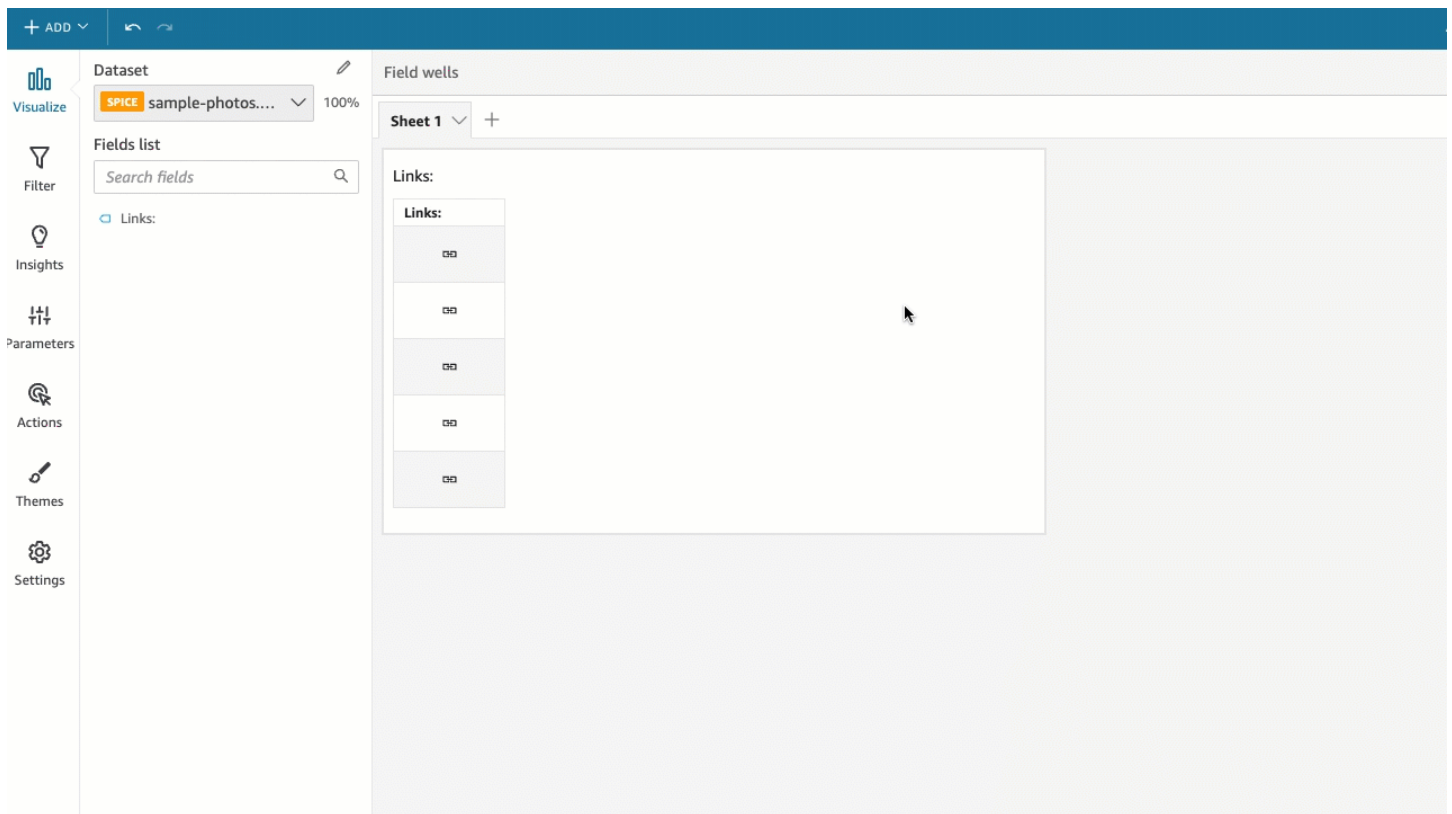 ADD
Visualize
Filter
Insights
Parameters
Actions
Themes
Settings
Dataset
SPICE sample-photos.... 100%
Fields list
Search fields
Links:
Field wells
Sheet 1
Links:
Links: